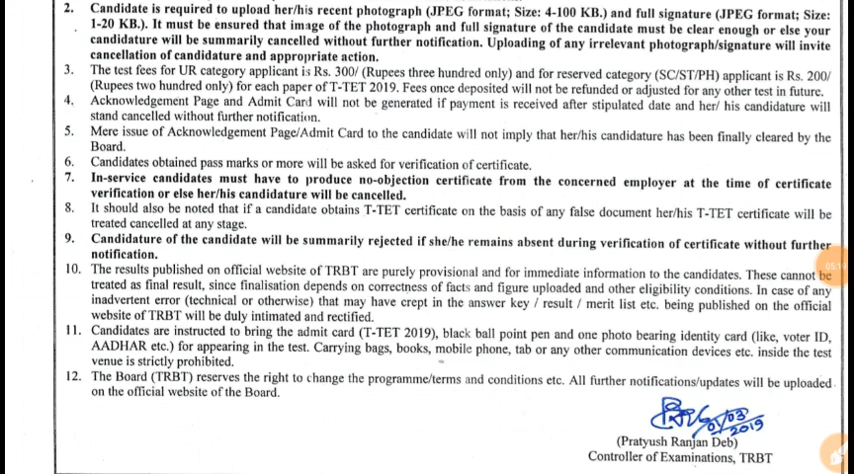 2. Candidate is required to upload her/his recent photograph (JPEG format; Size: 4-100 KB.) and full signature (JPEG format; Size:
1-20 KB.). It must be ensured that image of the photograph and full signature of the candidate must be clear enough or else your
candidature will be summarily cancelled without further notification. Uploading of any irrelevant photograph/signature will invite
cancellation of candidature and appropriate action.
3. The test fees for UR category applicant is Rs. 300/ (Rupees three hundred only) and for reserved category (SC/ST/PH) applicant is Rs. 200/
(Rupees two hundred only) for each paper of T-TET 2019. Fees once deposited will not be refunded or adjusted for any other test in future.
4. Acknowledgement Page and Admit Card will not be generated if payment is received after stipulated date and her/ his candidature will
stand cancelled without further notification.
5. Mere issue of Acknowledgement Page/Admit Card to the candidate will not imply that her/his candidature has been finally cleared by the
Board.
6. Candidates obtained pass marks or more will be asked for verification of certificate.
7. In-service candidates must have to produce no-objection certificate from the concerned employer at the time of certificate
verification or else her/his candidature will be cancelled.
8. It should also be noted that if a candidate obtains T-TET certificate on the basis of any false document her/his T-TET certificate will be
treated cancelled at any stage.
9. Candidature of the candidate will be summarily rejected if she/he remains absent during verification of certificate without further
notification.
10. The results published on official website of TRBT are purely provisional and for immediate information to the candidates. These cannot be
treated as final result, since finalisation depends on correctness of facts and figure uploaded and other eligibility conditions. In case of any
inadvertent error (technical or otherwise) that may have crept in the answer key / result / merit list etc. being published on the official
website of TRBT will be duly intimated and rectified.
11. Candidates are instructed to bring the admit card (T-TET 2019), black ball point pen and one photo bearing identity card (like, voter ID,
AADHAR etc.) for appearing in the test. Carrying bags, books, mobile phone, tab or any other communication devices etc. inside the test
venue is strictly prohibited.
12. The Board (TRBT) reserves the right to change the programme/terms and conditions etc. All further notifications/updates will be uploaded
on the official website of the Board.
01/03
2019
(Pratyush Ranjan Deb)
Controller of Examinations, TRBT